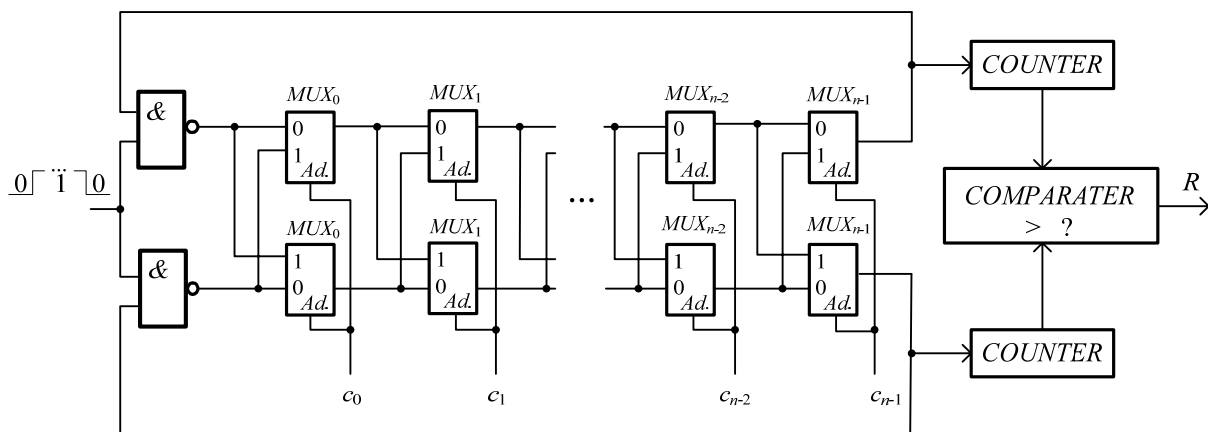 COUNTER
MUX0 MUX1 MUXn-2 MUXn-1
&
0 0 0 0
1 1 1 1
Ad. Ad. Ad. Ad.
0 1 0
...
R
COMPARATER
> ?
MUX0 MUX1 MUXn-2 MUXn-1
&
1 1 1 1
0 0 0 0
Ad. Ad. Ad. Ad.
COUNTER
c0 c1 cn-2 cn-1